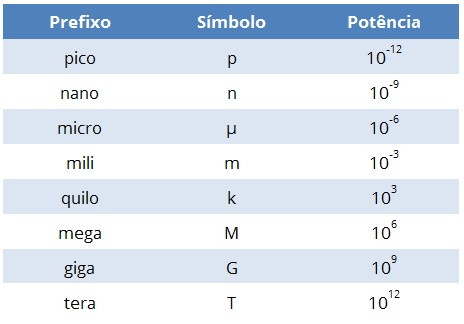 Prefixo Símbolo Potência
pico p 10^-12
nano n 10^-9
micro µ 10^-6
mili m 10^-3
quilo k 10^3
mega M 10^6
giga G 10^9
tera T 10^12